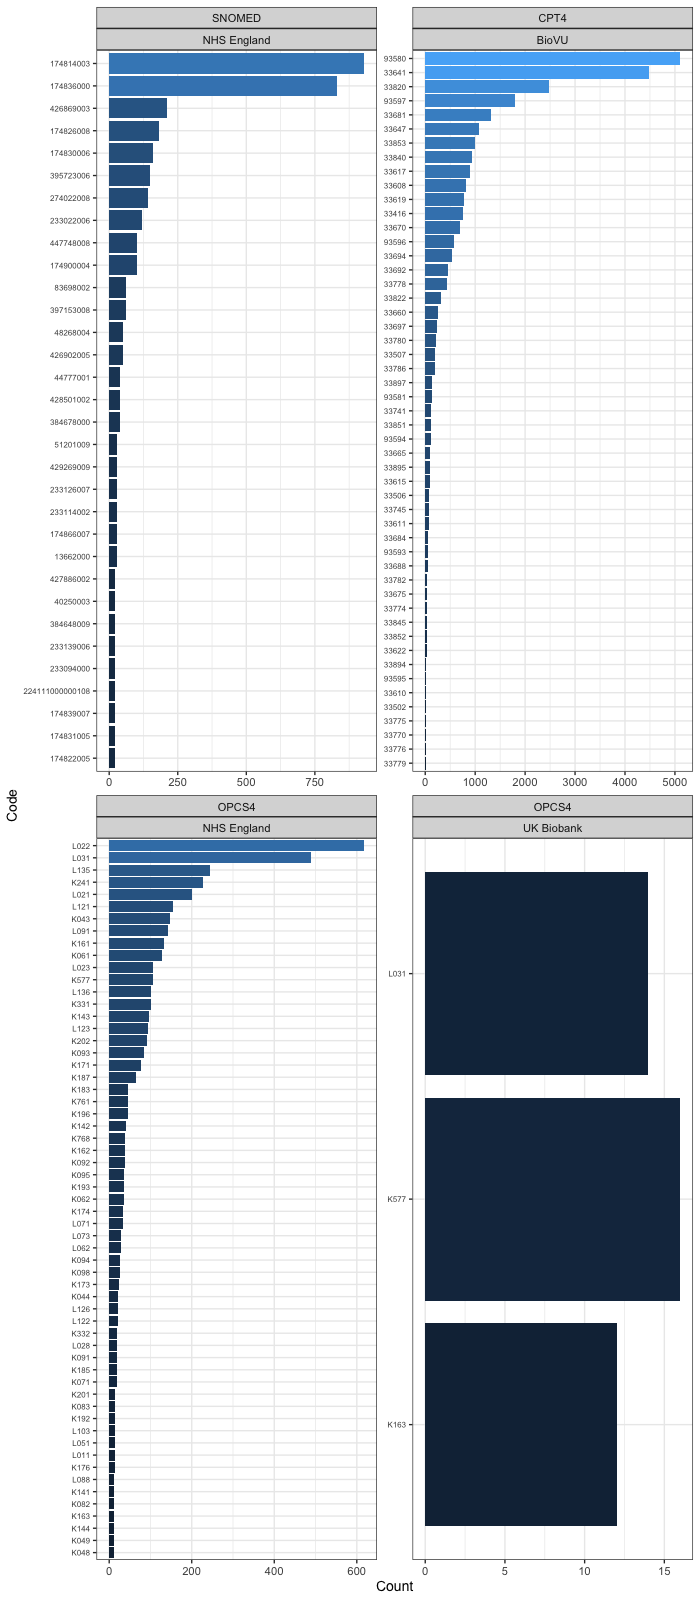 SNOMED
NHS England
174814003
174836000
426869003
174826008
174830006
395723006
274022008
233022006
447748008
174900004
83698002
397153008
48268004
426902005
44777001
428501002
384678000
51201009
429269009
233126007
233114002
174866007
13662000
427886002
40250003
384648009
233139006
233094000
224111000000108
174839007
174831005
174822005
0 250 500 750
CPT4
BioVU
93580
33641
33820
93597
33681
33647
33853
33840
33617
33608
33619
33416
33670
93596
33694
33692
33778
33822
33660
33697
33780
33507
33786
33897
93581
33741
33851
93594
33665
33895
33615
33506
33745
33611
33684
93593
33688
33782
33675
33774
33845
33852
33622
33894
93595
33610
33502
33775
33770
33776
33779
0 1000 2000 3000 4000 5000
Code
OPCS4
NHS England
L022
L031
L135
K241
L021
L121
K043
L091
K161
K061
L023
K577
L136
K331
K143
L123
K202
K093
K171
K187
K183
K761
K196
K142
K768
K162
K092
K095
K193
K062
K174
L071
L073
L062
K094
K098
K173
K044
L126
L122
K332
L028
K091
K185
K071
K201
K083
K192
L103
L051
L011
K176
L088
K141
K082
K163
K144
K049
K048
0 200 400 600
OPCS4
UK Biobank
L031
K577
K163
0 5 10 15
Count